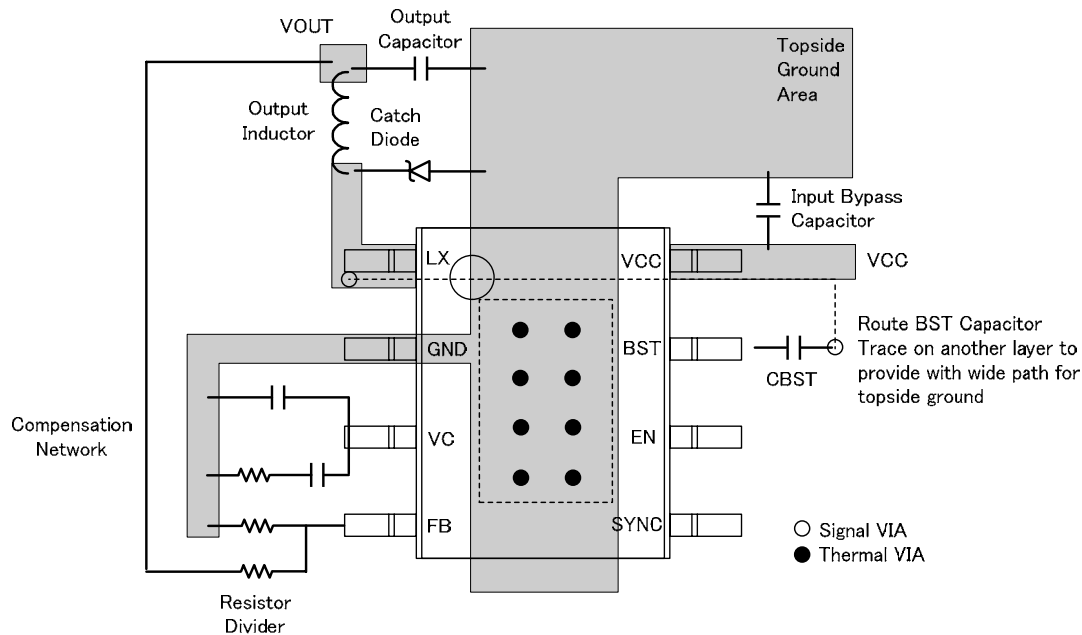 VOUT
Output
Capacitor
Topside
Ground
Area
Output
Inductor
Catch
Diode
Input Bypass
Capacitor
LX
VCC
VCC
GND
BST
CBST
Route BST Capacitor
Trace on another layer to
provide with wide path for
topside ground
Compensation
Network
VC
EN
FB
SYNC
Signal VIA
Thermal VIA
Resistor
Divider